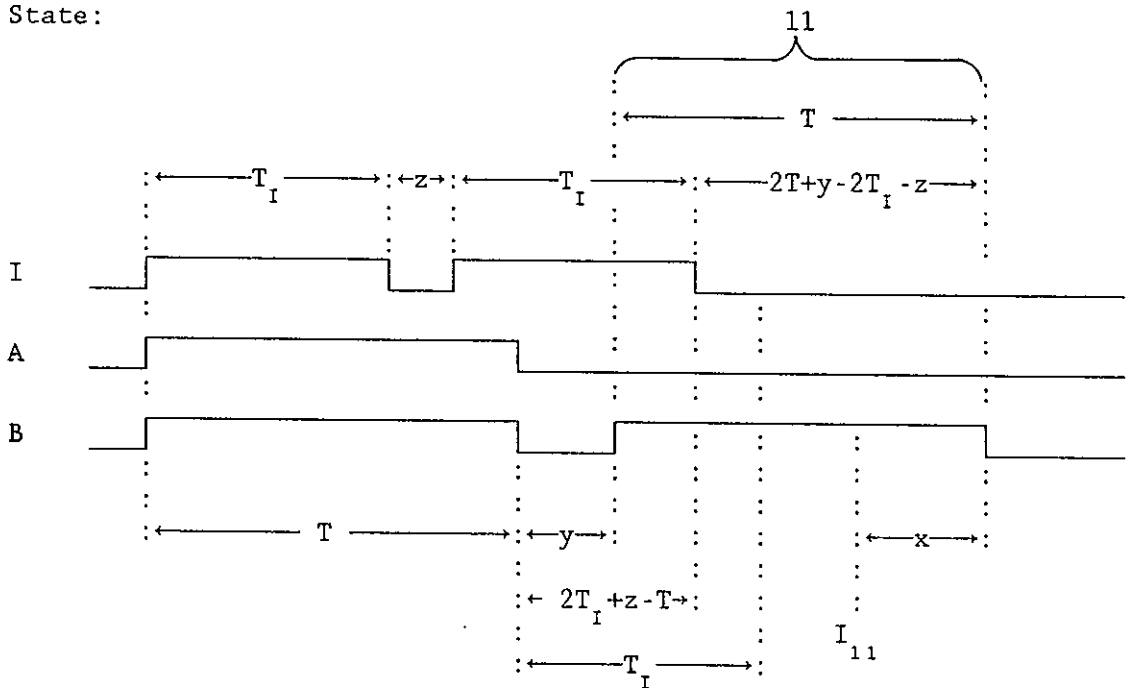 State:
11
T
T_I z T_I 2T+y-2T_I-z
I
A
B
T y x
2T_I+z-T
I_11
T_I